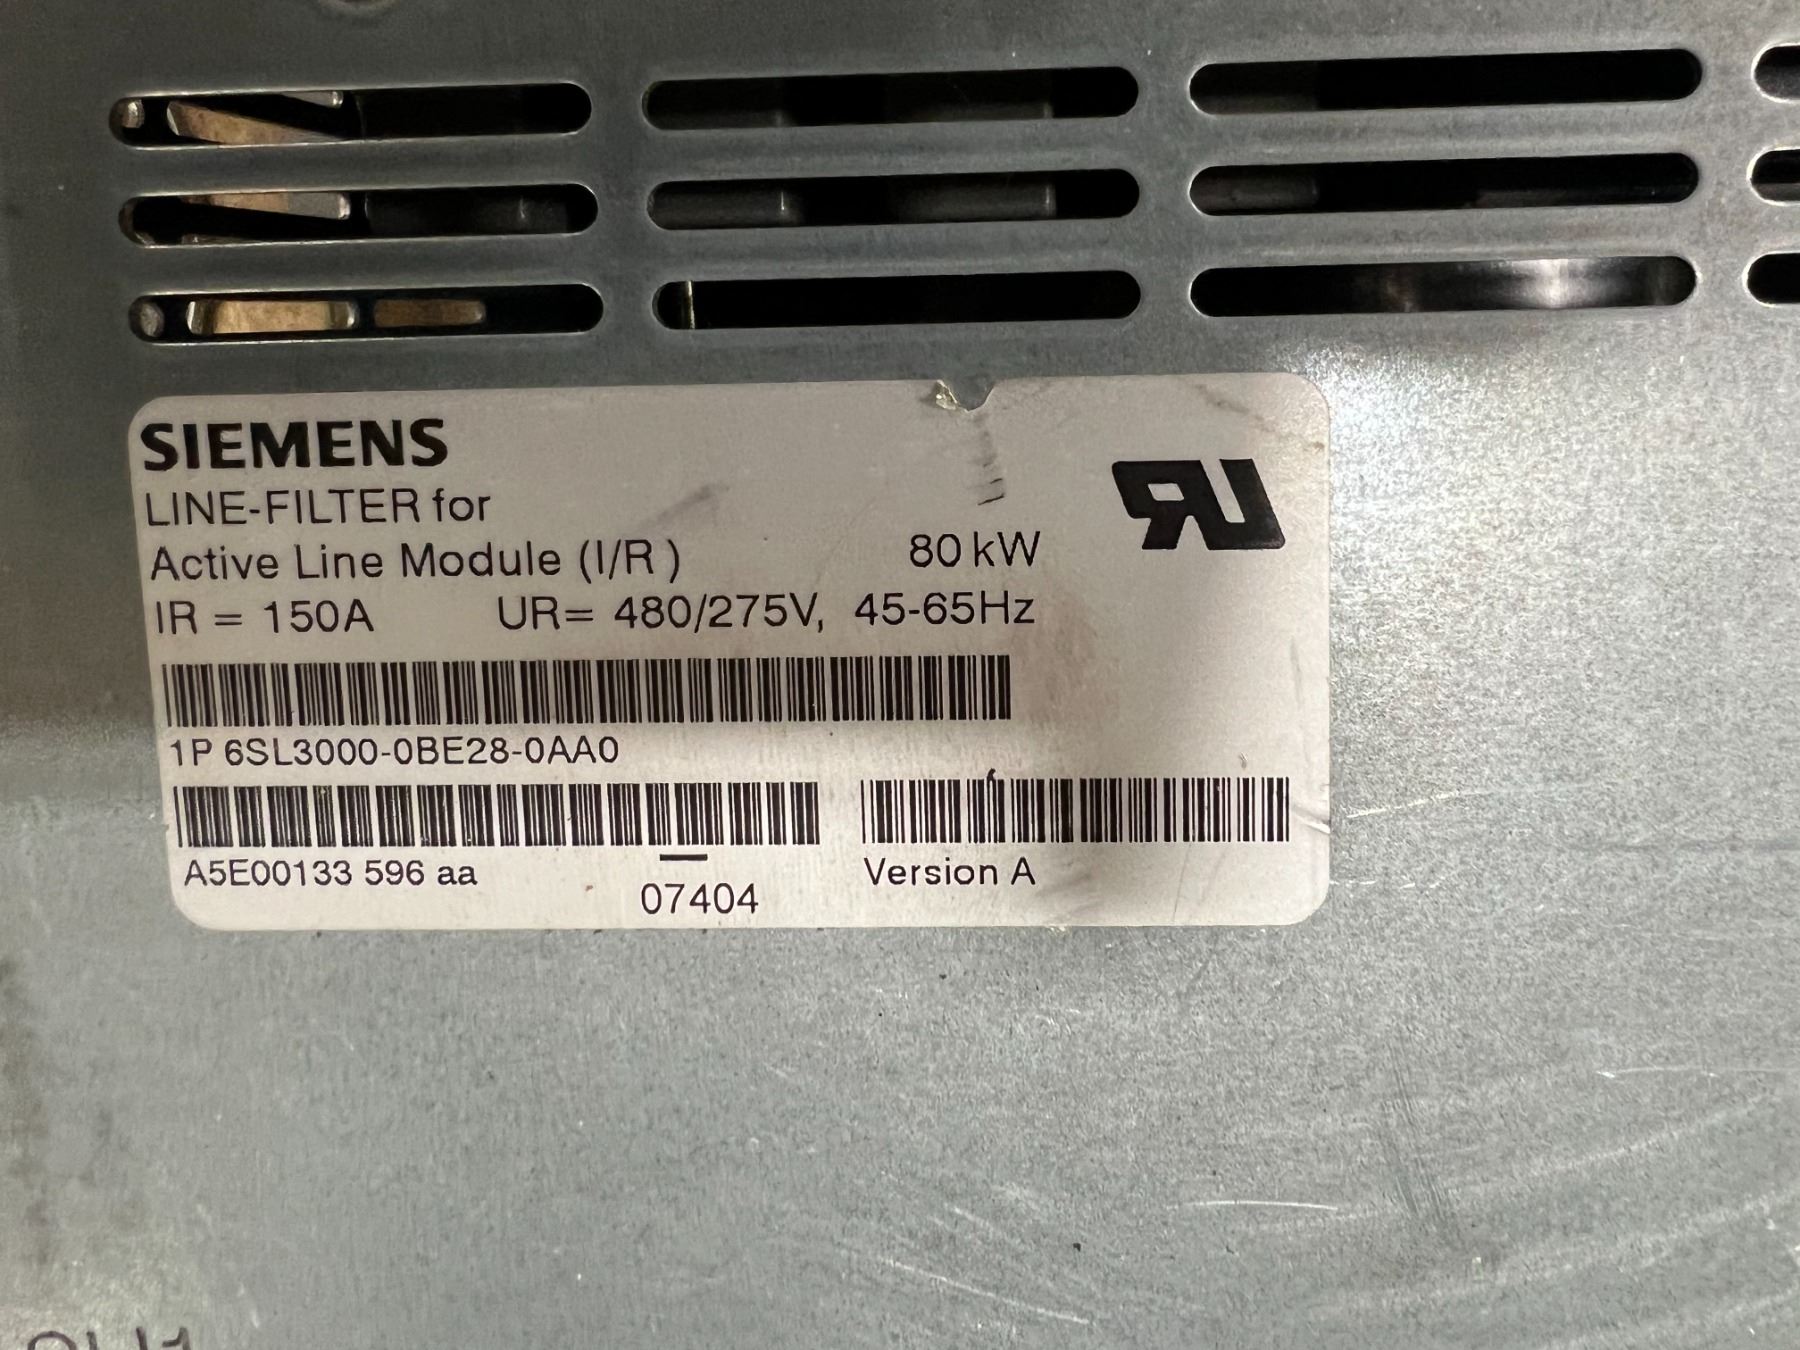 SIEMENS
LINE-FILTER for
Active Line Module (I/R ) 80 kW
IR = 150A UR= 480/275V, 45-65Hz
1P 6SL3000-0BE28-0AA0
A5E00133 596 aa
07404
Version A